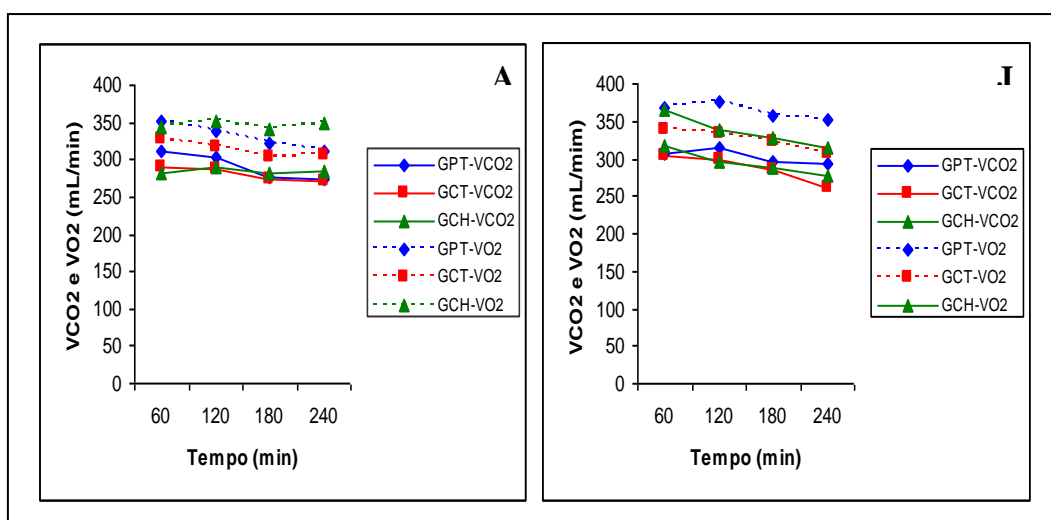 A
VCO2 e VO2 (mL/min)
400
350
300
250
200
150
100
50
0
60 120 180 240
Tempo (min)
GPT-VCO2
GCT-VCO2
GCH-VCO2
GPT-VO2
GCT-VO2
GCH-VO2
J
VCO2 e VO2 (mL/mim)
400
350
300
250
200
150
100
50
0
60 120 180 240
Tempo (min)
GPT-VCO2
GCT-VCO2
GCH-VCO2
GPT-VO2
GCT-VO2
GCH-VO2